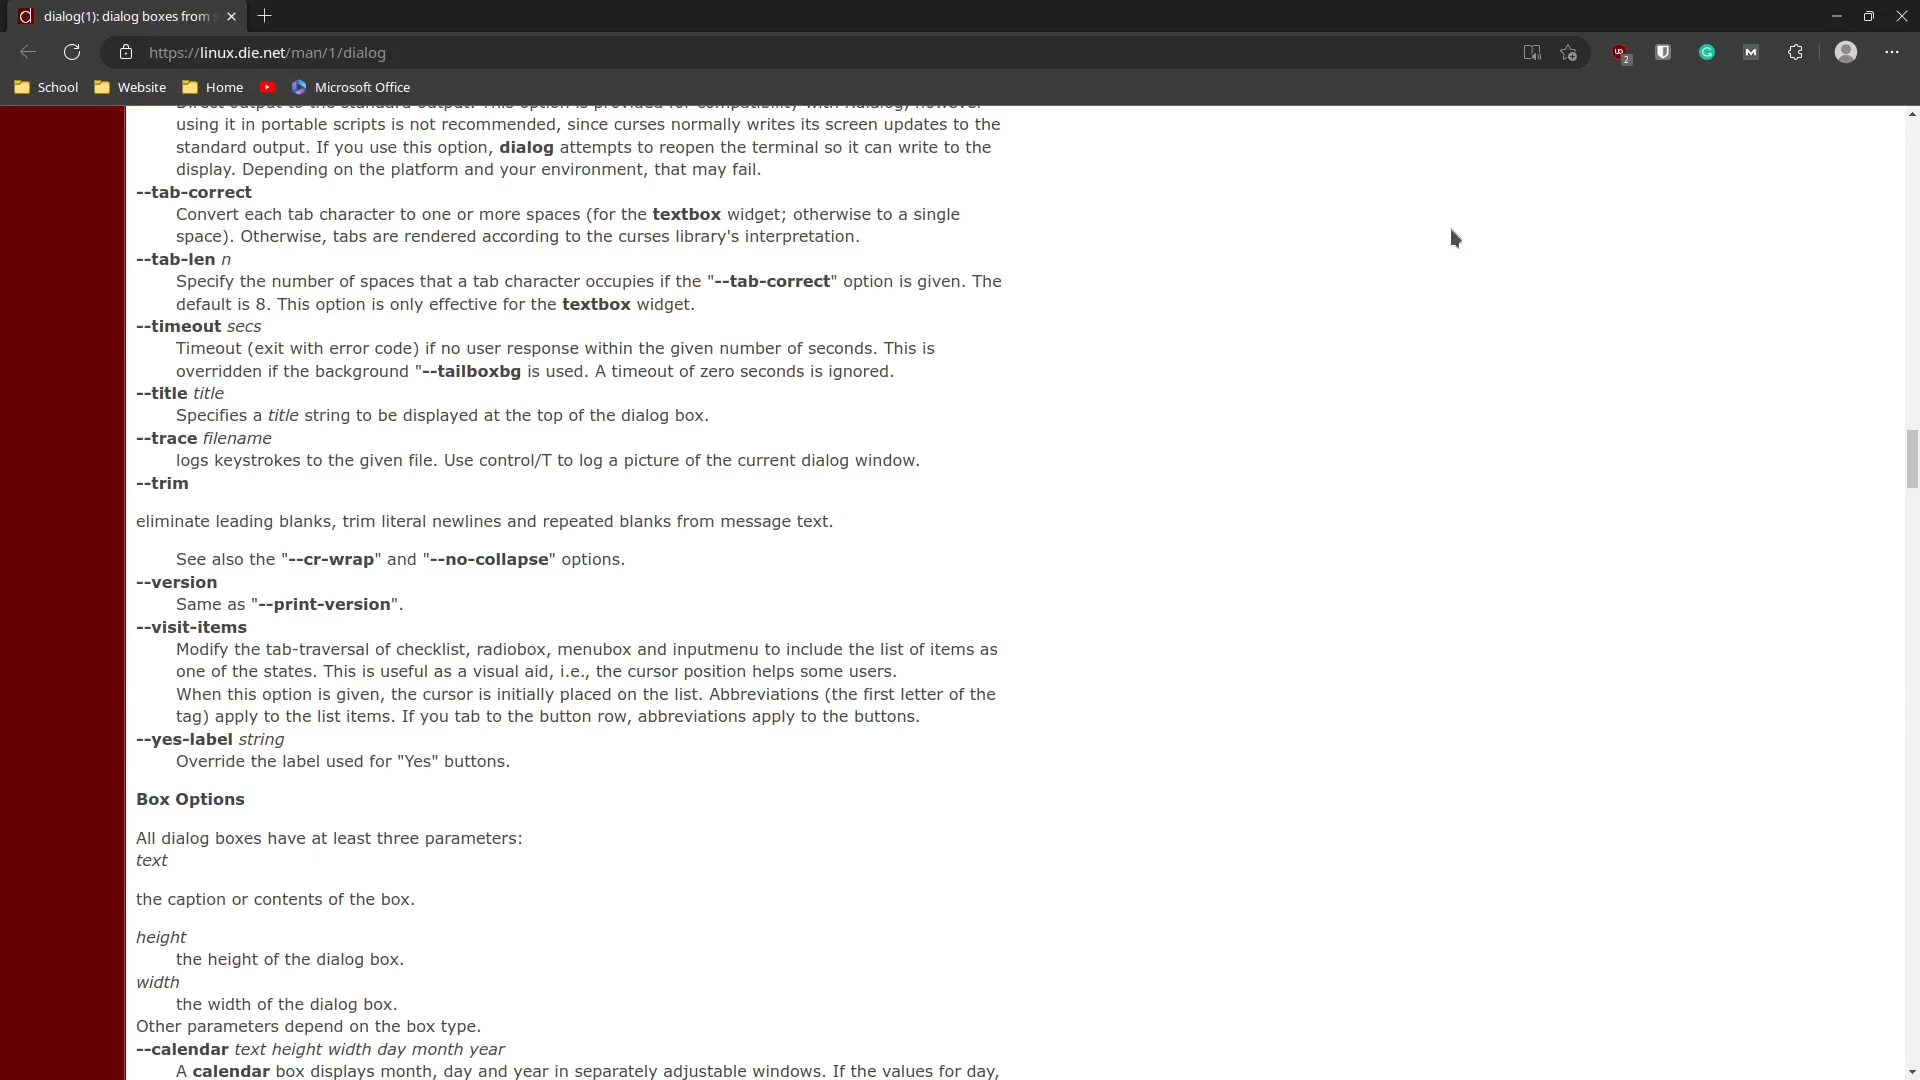 dialog(1): dialog boxes from s
https://linux.die.net/man/1/dialog
2
School Website Home Microsoft Office
Direct output to the standard output. This option is provided for compatibility with Xdialog, however
using it in portable scripts is not recommended, since curses normally writes its screen updates to the
standard output. If you use this option, dialog attempts to reopen the terminal so it can write to the
display. Depending on the platform and your environment, that may fail.
--tab-correct
Convert each tab character to one or more spaces (for the textbox widget; otherwise to a single
space). Otherwise, tabs are rendered according to the curses library's interpretation.
--tab-len n
Specify the number of spaces that a tab character occupies if the "--tab-correct" option is given. The
default is 8. This option is only effective for the textbox widget.
--timeout secs
Timeout (exit with error code) if no user response within the given number of seconds. This is
overridden if the background "--tailboxbg is used. A timeout of zero seconds is ignored.
--title title
Specifies a title string to be displayed at the top of the dialog box.
--trace filename
logs keystrokes to the given file. Use control/T to log a picture of the current dialog window.
--trim
eliminate leading blanks, trim literal newlines and repeated blanks from message text.
See also the "--cr-wrap" and "--no-collapse" options.
--version
Same as "--print-version".
--visit-items
Modify the tab-traversal of checklist, radiobox, menubox and inputmenu to include the list of items as
one of the states. This is useful as a visual aid, i.e., the cursor position helps some users.
When this option is given, the cursor is initially placed on the list. Abbreviations (the first letter of the
tag) apply to the list items. If you tab to the button row, abbreviations apply to the buttons.
--yes-label string
Override the label used for "Yes" buttons.
Box Options
All dialog boxes have at least three parameters:
text
the caption or contents of the box.
height
the height of the dialog box.
width
the width of the dialog box.
Other parameters depend on the box type.
--calendar text height width day month year
A calendar box displays month, day and year in separately adjustable windows. If the values for day,